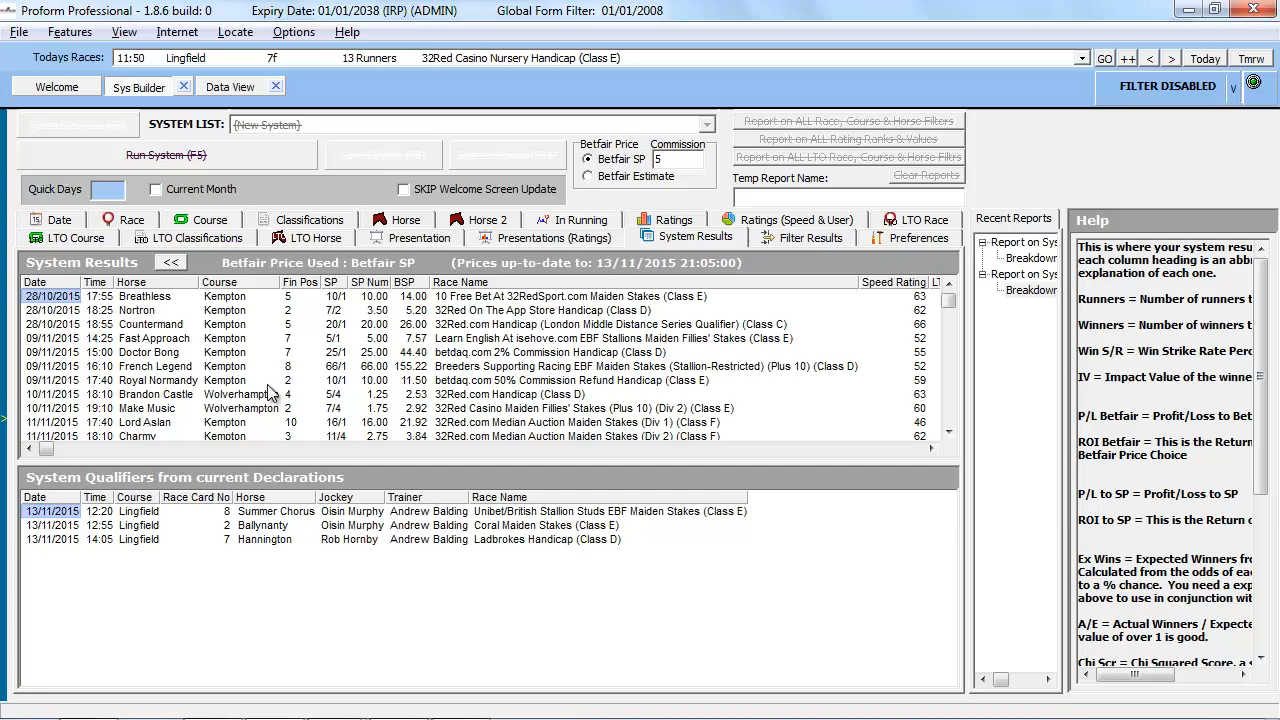 Proform Professional - 1.8.6 build: 0 Expiry Date: 01/01/2038 (IRP) (ADMIN) Global Form Filter: 01/01/2008
File Features View Internet Locate Options Help
Todays Races: 11:50 Lingfield 7f 13 Runners 32Red Casino Nursery Handicap (Class E) GO ++ < > Today Tmrw
Welcome Sys Builder Data View FILTER DISABLED V
SYSTEM LIST: (New System) Report on ALL Race, Course & Horse Filters
Betfair Price Commission Report on ALL Rating Ranks & Values
Run System (F5) Betfair SP 5 Report on ALL LTO Race, Course & Horse Filtrs
Betfair Estimate Temp Report Name: Clear Reports
Quick Days Current Month SKIP Welcome Screen Update
Date Race Course Classifications Horse Horse 2 In Running Ratings Ratings (Speed & User) LTO Race
LTO Course LTO Classifications LTO Horse Presentation Presentations (Ratings) System Results Filter Results Preferences
System Results << Betfair Price Used : Betfair SP (Prices up-to-date to: 13/11/2015 21:05:00)
Date Time Horse Course Fin Pos SP SP Num BSP Race Name Speed Rating LT
28/10/2015 17:55 Breathless Kempton 5 10/1 10.00 14.00 10 Free Bet At 32RedSport.com Maiden Stakes (Class E) 63
28/10/2015 18:25 Nortron Kempton 2 7/2 3.50 5.20 32Red On The App Store Handicap (Class D) 62
28/10/2015 18:55 Countermand Kempton 5 20/1 20.00 26.00 32Red.com Handicap (London Middle Distance Series Qualifier) (Class C) 66
09/11/2015 14:25 Fast Approach Kempton 7 5/1 5.00 7.57 Learn English At isehove.com EBF Stallions Maiden Fillies' Stakes (Class E) 52
09/11/2015 15:00 Doctor Bong Kempton 7 25/1 25.00 44.40 betdaq.com 2% Commission Handicap (Class D) 55
09/11/2015 16:10 French Legend Kempton 8 66/1 66.00 155.22 Breeders Supporting Racing EBF Maiden Stakes (Stallion-Restricted) (Plus 10) (Class D) 52
09/11/2015 17:40 Royal Normandy Kempton 2 10/1 10.00 11.50 betdaq.com 50% Commission Refund Handicap (Class E) 59
10/11/2015 18:40 Brandon Castle Wolverhampton 4 5/4 1.25 2.53 32Red.com Handicap (Class D) 63
10/11/2015 19:10 Make Music Wolverhampton 2 7/4 1.75 2.92 32Red Casino Maiden Fillies' Stakes (Plus 10) (Div 2) (Class E) 60
11/11/2015 17:40 Lord Aslan Kempton 10 16/1 16.00 21.92 32Red.com Median Auction Maiden Stakes (Div 1) (Class F) 46
11/11/2015 18:10 Charmy Kempton 3 11/4 2.75 3.84 32Red.com Median Auction Maiden Stakes (Div 2) (Class F) 62
System Qualifiers from current Declarations
Date Time Course Race Card No Horse Jockey Trainer Race Name
13/11/2015 12:20 Lingfield 8 Summer Chorus Oisin Murphy Andrew Balding Unibet/British Stallion Studs EBF Maiden Stakes (Class E)
13/11/2015 12:55 Lingfield 2 Ballynanty Oisin Murphy Andrew Balding Coral Maiden Stakes (Class E)
13/11/2015 14:05 Lingfield 7 Hannington Rob Hornby Andrew Balding Ladbrokes Handicap (Class D)
Recent Reports
Report on Sys
Breakdown
Report on Sys
Breakdown
Help
This is where your system resu
each column heading is an abb
explanation of each one.
Runners = Number of runners t
Winners = Number of winners t
Win S/R = Win Strike Rate Perc
IV = Impact Value of the winne
P/L Betfair = Profit/Loss to Bet
ROI Betfair = This is the Return
Betfair Price Choice
P/L to SP = Profit/Loss to SP
ROI to SP = This is the Return o
Ex Wins = Expected Winners fro
Calculated from the odds of eac
to a % chance. You need a exp
above to use in conjunction wit
A/E = Actual Winners / Expecte
value of over 1 is good.
Chi Scr = Chi Squared Score, a s